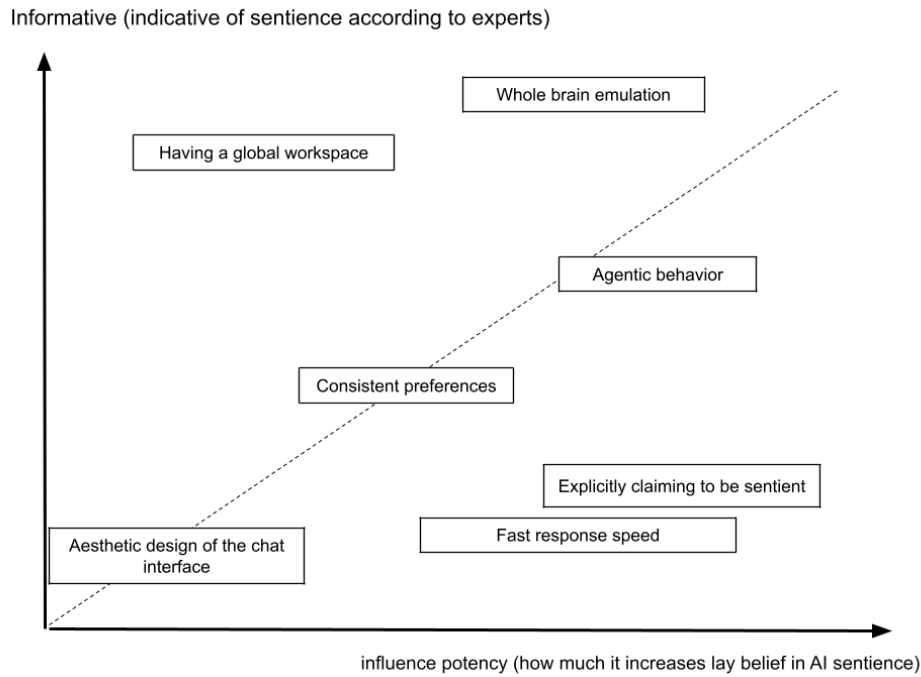 Informative (indicative of sentience according to experts)
Whole brain emulation
Having a global workspace
Agentic behavior
Consistent preferences
Explicitly claiming to be sentient
Fast response speed
Aesthetic design of the chat
interface
influence potency (how much it increases lay belief in AI sentience)